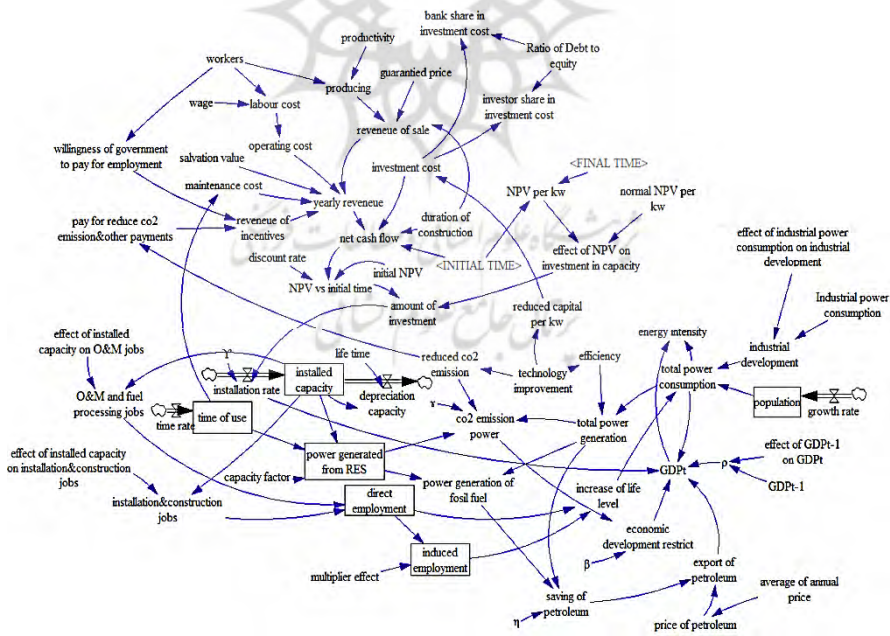 bank share in
investment cost
productivity
Ratio of Debt to
equity
workers
guarantied price
producing
investor share in
investment cost
wage
labour cost
reveneue of sale
willingness of government
to pay for employment
operating cost
salvation value
investment cost
<FINAL TIME>
maintenance cost
NPV per kw
normal NPV per
kw
yearly reveneue
pay for reduce co2
emission&other payments
reveneue of
incentives
duration of
construction
net cash flow
effect of industrial power
consumption on industrial
development
discount rate
<INITIAL TIME>
effect of NPV on
investment in capacity
initial NPV
NPV vs initial time
amount of
investment
reduced capital
per kw
Industrial power
consumption
energy intensity
effect of installed
capacity on O&M jobs
life time
installed
capacity
reduced co2
emission
efficiency
industrial
development
installation rate
technology
improvement
total power
consumption
depreciation
capacity
O&M and fuel
processing jobs
population
growth rate
time rate
time of use
co2 emission
power
total power
generation
effect of installed capacity
on installation&construction
jobs
power generated
from RES
GDPt
ρ
effect of GDPt-1
on GDPt
capacity factor
power generation of
fosil fuel
increase of life
level
GDPt-1
installation&construction
jobs
direct
employment
economic
development restrict
induced
employment
β
export of
petroleum
multiplier effect
saving of
petroleum
average of annual
price
η
price of petroleum